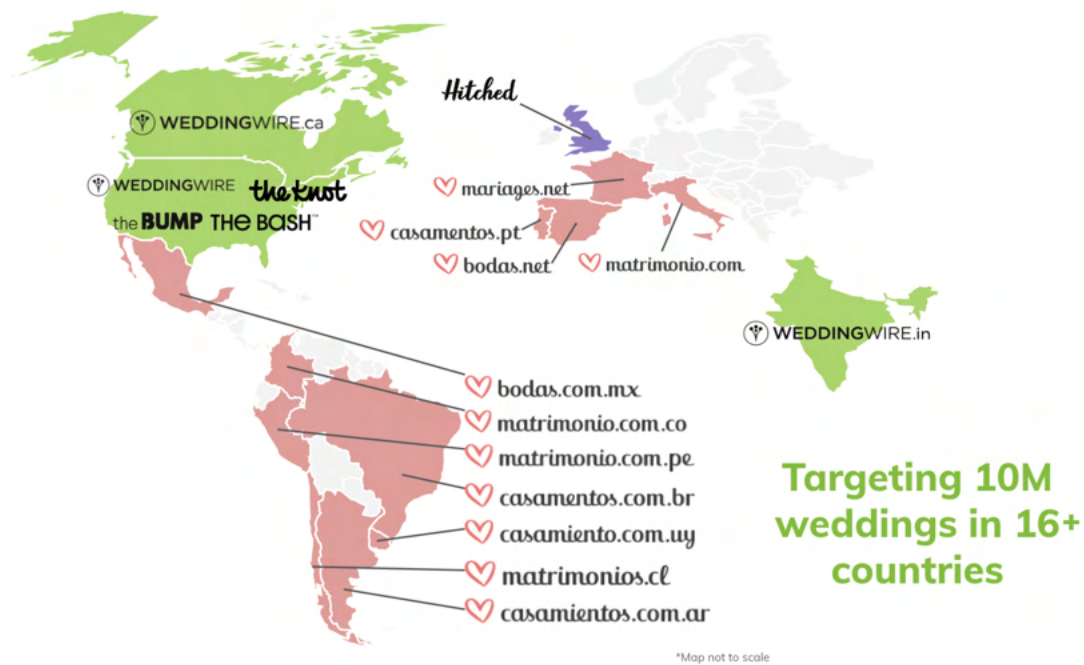 WEDDINGWIRE.ca
WEDDINGWIRE the knot
the BUMP THE BASH™
Hitched
mariages.net
casamentos.pt
bodas.net
matrimonio.com
WEDDINGWIRE.in
bodas.com.mx
matrimonio.com.co
matrimonio.com.pe
casamentos.com.br
casamiento.com.uy
matrimonios.cl
casamientos.com.ar
Targeting 10M
weddings in 16+
countries
*Map not to scale